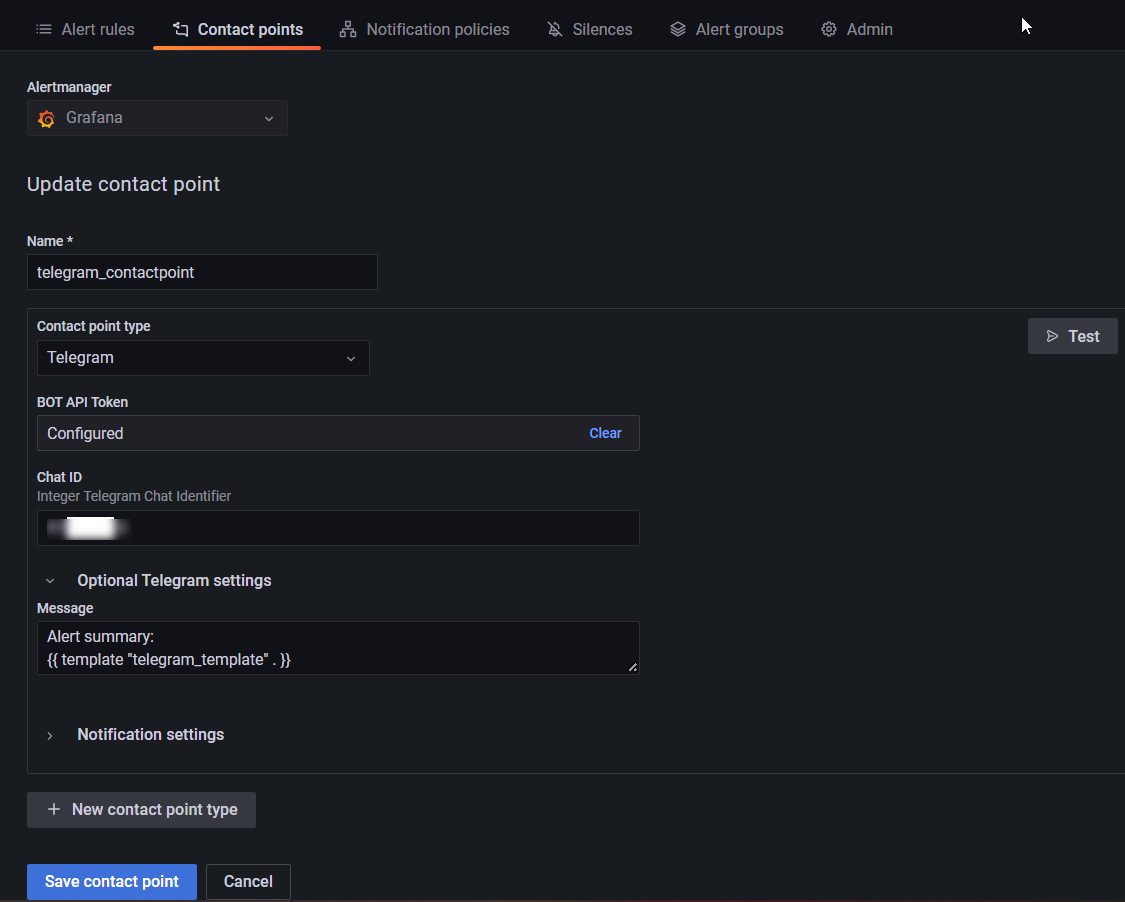 Alert rules Contact points Notification policies Silences Alert groups Admin
Alertmanager
Grafana
Update contact point
Name *
telegram_contactpoint
Contact point type
Test
Telegram
BOT API Token
Configured Clear
Chat ID
Integer Telegram Chat Identifier
Optional Telegram settings
Message
Alert summary:
{{ template "telegram_template" . }}
Notification settings
New contact point type
Save contact point Cancel